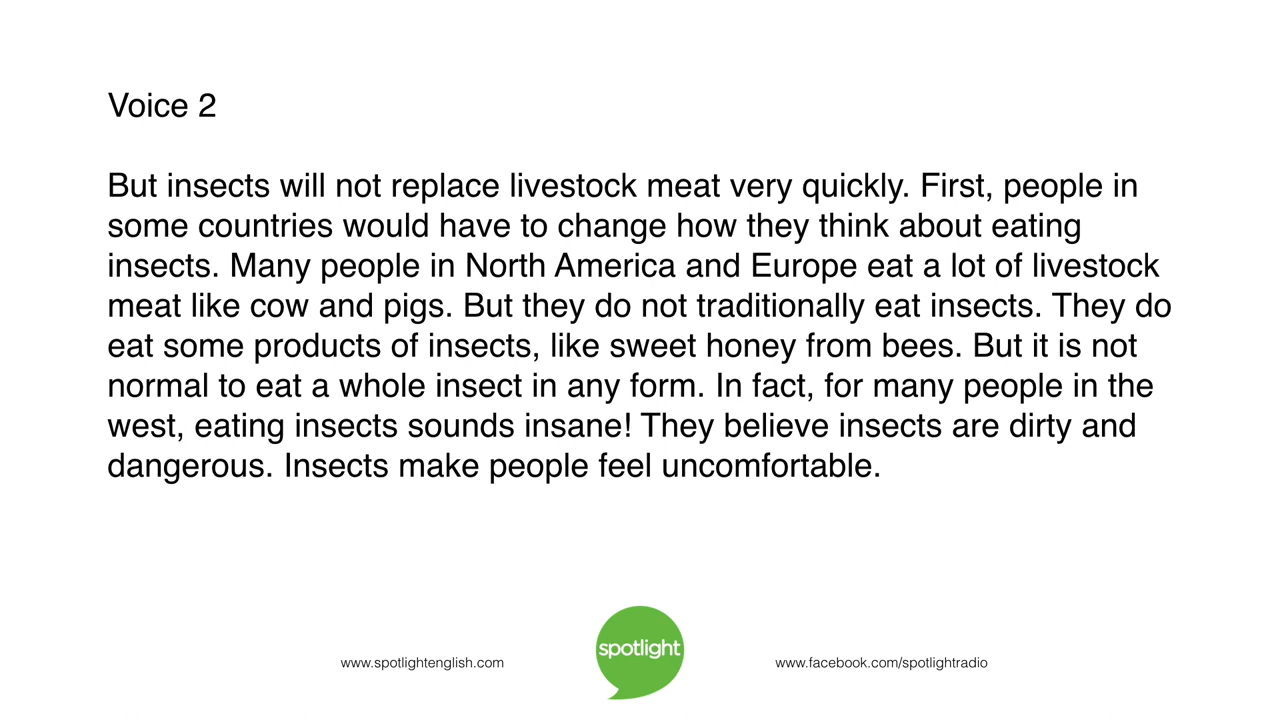 Voice 2
But insects will not replace livestock meat very quickly. First, people in
some countries would have to change how they think about eating
insects. Many people in North America and Europe eat a lot of livestock
meat like cow and pigs. But they do not traditionally eat insects. They do
eat some products of insects, like sweet honey from bees. But it is not
normal to eat a whole insect in any form. In fact, for many people in the
west, eating insects sounds insane! They believe insects are dirty and
dangerous. Insects make people feel uncomfortable.
www.spotlightenglish.com
spotlight
www.facebook.com/spotlightradio